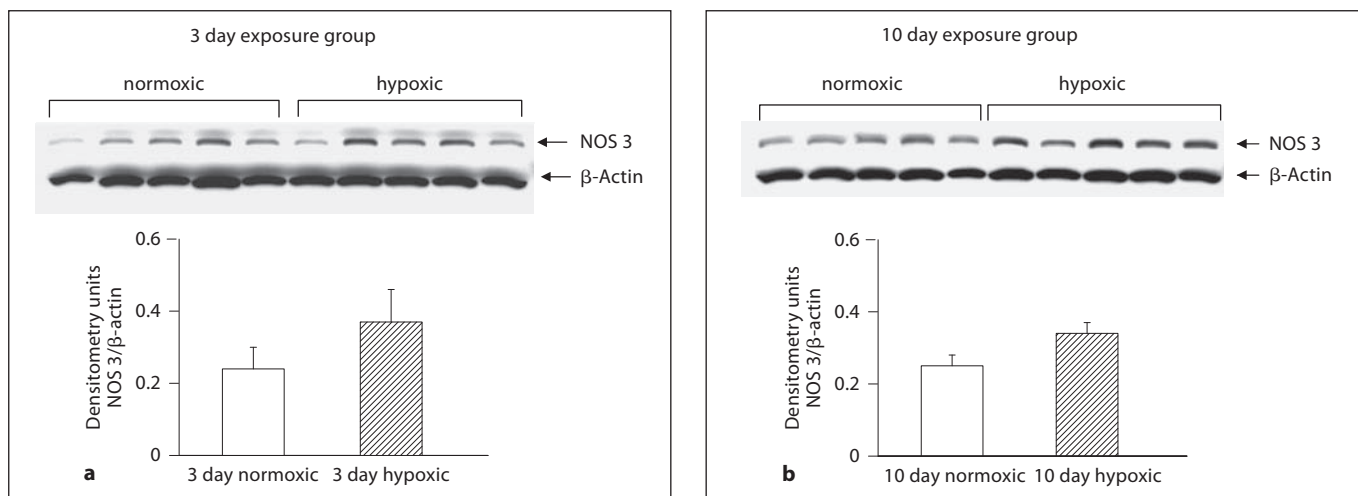 3 day exposure group
normoxic hypoxic
NOS 3
β-Actin
Densitometry units
NOS 3/β-actin
0.6
0.4
0.2
0
3 day normoxic 3 day hypoxic
a
10 day exposure group
normoxic hypoxic
NOS 3
β-Actin
Densitometry units
NOS 3/β-actin
0.6
0.4
0.2
0
10 day normoxic 10 day hypoxic
b